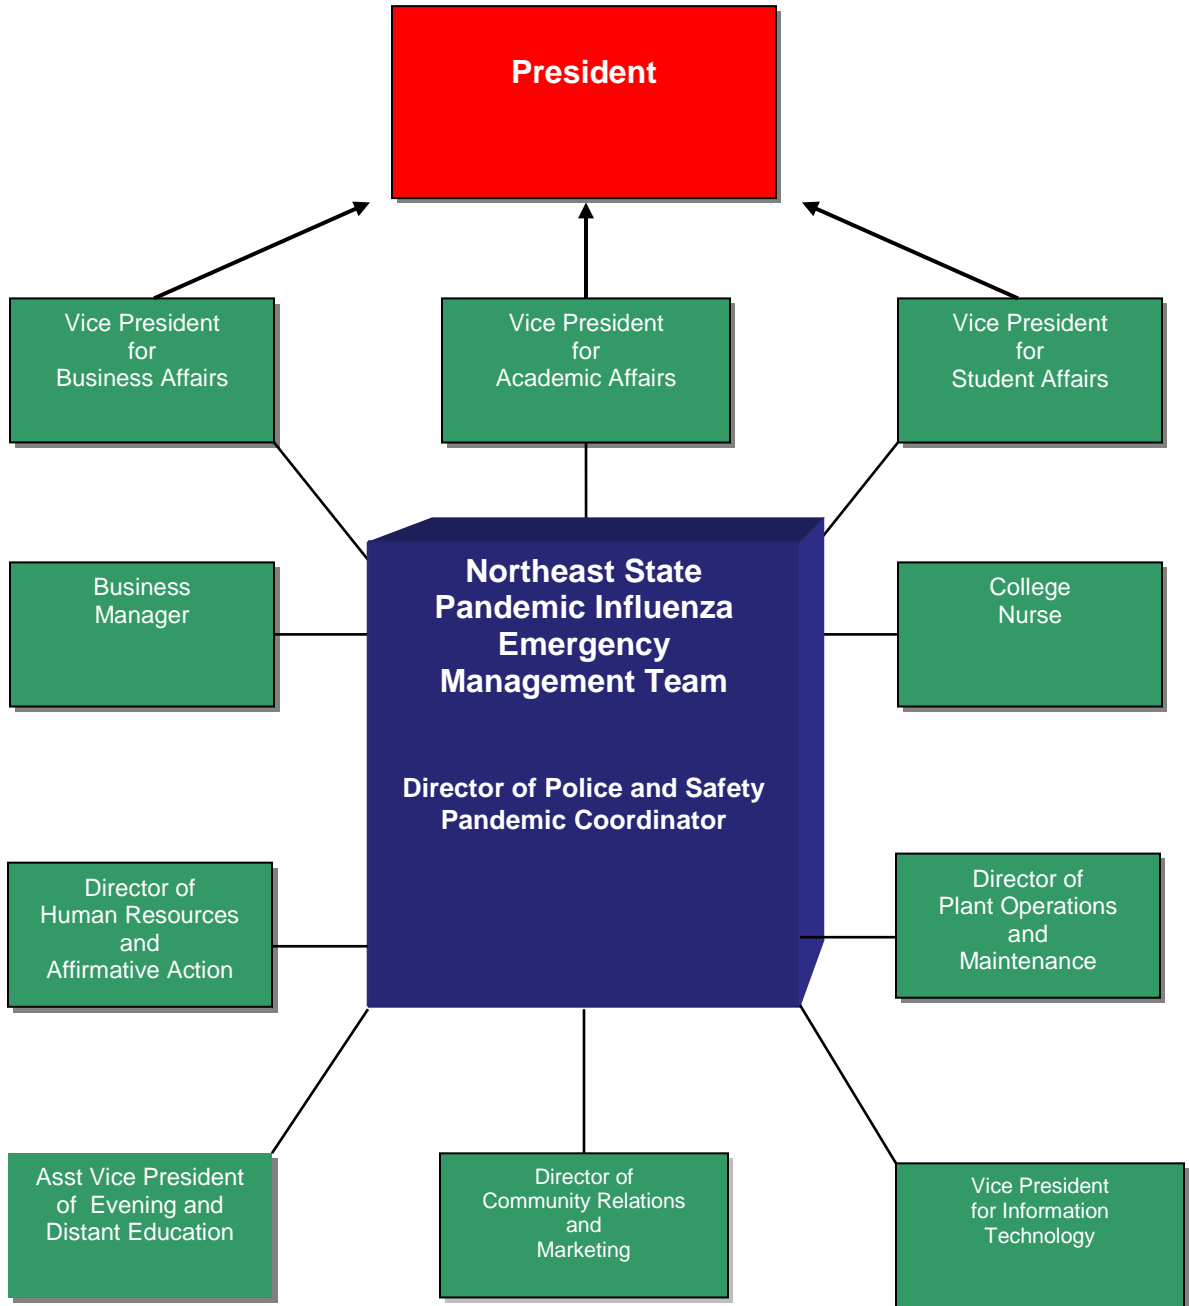 President
Vice President
for
Business Affairs
Vice President
for
Academic Affairs
Vice President
for
Student Affairs
Business
Manager
Northeast State
Pandemic Influenza
Emergency
Management Team
Director of Police and Safety
Pandemic Coordinator
College
Nurse
Director of
Human Resources
and
Affirmative Action
Director of
Plant Operations
and
Maintenance
Asst Vice President
of Evening and
Distant Education
Director of
Community Relations
and
Marketing
Vice President
for Information
Technology